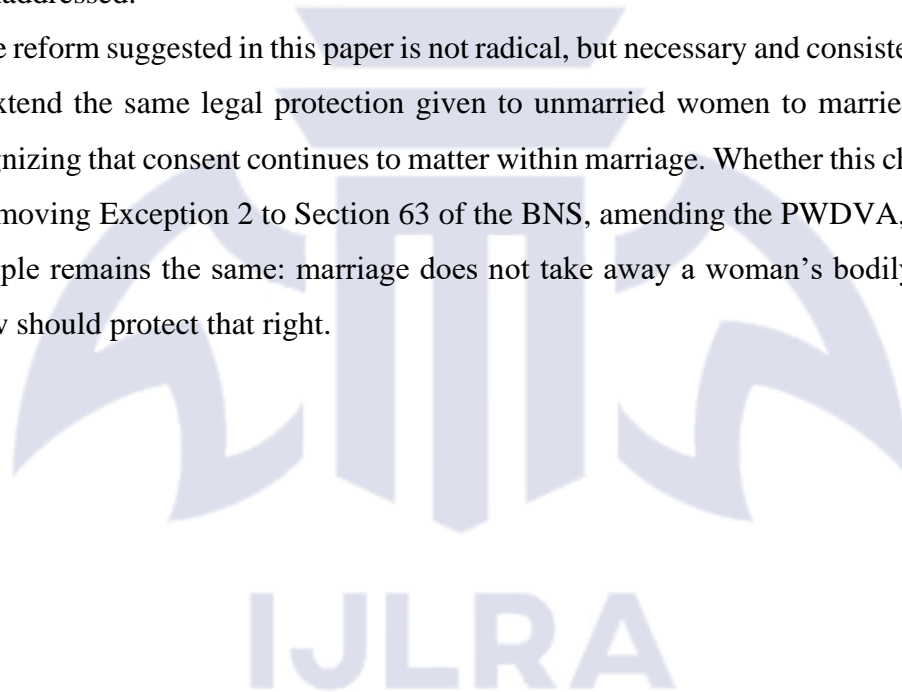 addressed.
e reform suggested in this paper is not radical, but necessary and consiste
xtend the same legal protection given to unmarried women to marrie
gnizing that consent continues to matter within marriage. Whether this ch
moving Exception 2 to Section 63 of the BNS, amending the PWDVA,
ple remains the same: marriage does not take away a woman’s bodily
w should protect that right.
IJLRA